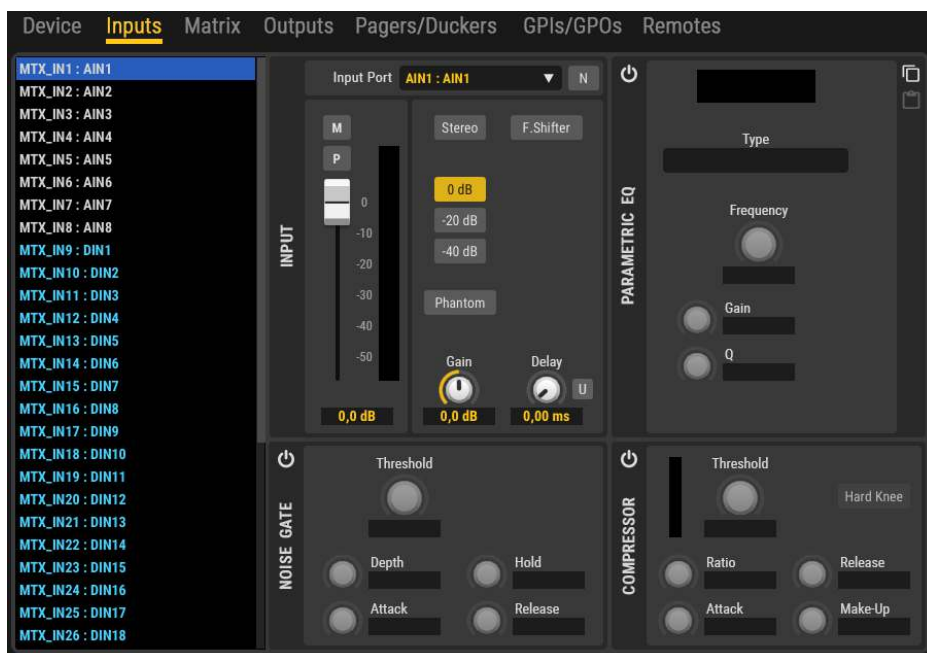 Device Inputs Matrix Outputs Pagers/Duckers GPIs/GPOs Remotes
MTX_IN1 : AIN1
MTX_IN2 : AIN2
MTX_IN3 : AIN3
MTX_IN4 : AIN4
MTX_IN5 : AIN5
MTX_IN6 : AIN6
MTX_IN7 : AIN7
MTX_IN8 : AIN8
MTX_IN9 : DIN1
MTX_IN10 : DIN2
MTX_IN11 : DIN3
MTX_IN12 : DIN4
MTX_IN13 : DIN5
MTX_IN14 : DIN6
MTX_IN15 : DIN7
MTX_IN16 : DIN8
MTX_IN17 : DIN9
MTX_IN18 : DIN10
MTX_IN19 : DIN11
MTX_IN20 : DIN12
MTX_IN21 : DIN13
MTX_IN22 : DIN14
MTX_IN23 : DIN15
MTX_IN24 : DIN16
MTX_IN25 : DIN17
MTX_IN26 : DIN18
INPUT
Input Port AIN1 : AIN1 N
M
P
0
-10
-20
-30
-40
-50
0,0 dB
Stereo F.Shifter
0 dB
-20 dB
-40 dB
Phantom
Gain Delay
U
0,0 dB 0,00 ms
PARAMETRIC EQ
Type
Frequency
Gain
Q
NOISE GATE
Threshold
Depth Hold
Attack Release
COMPRESSOR
Threshold
Hard Knee
Ratio Release
Attack Make-Up